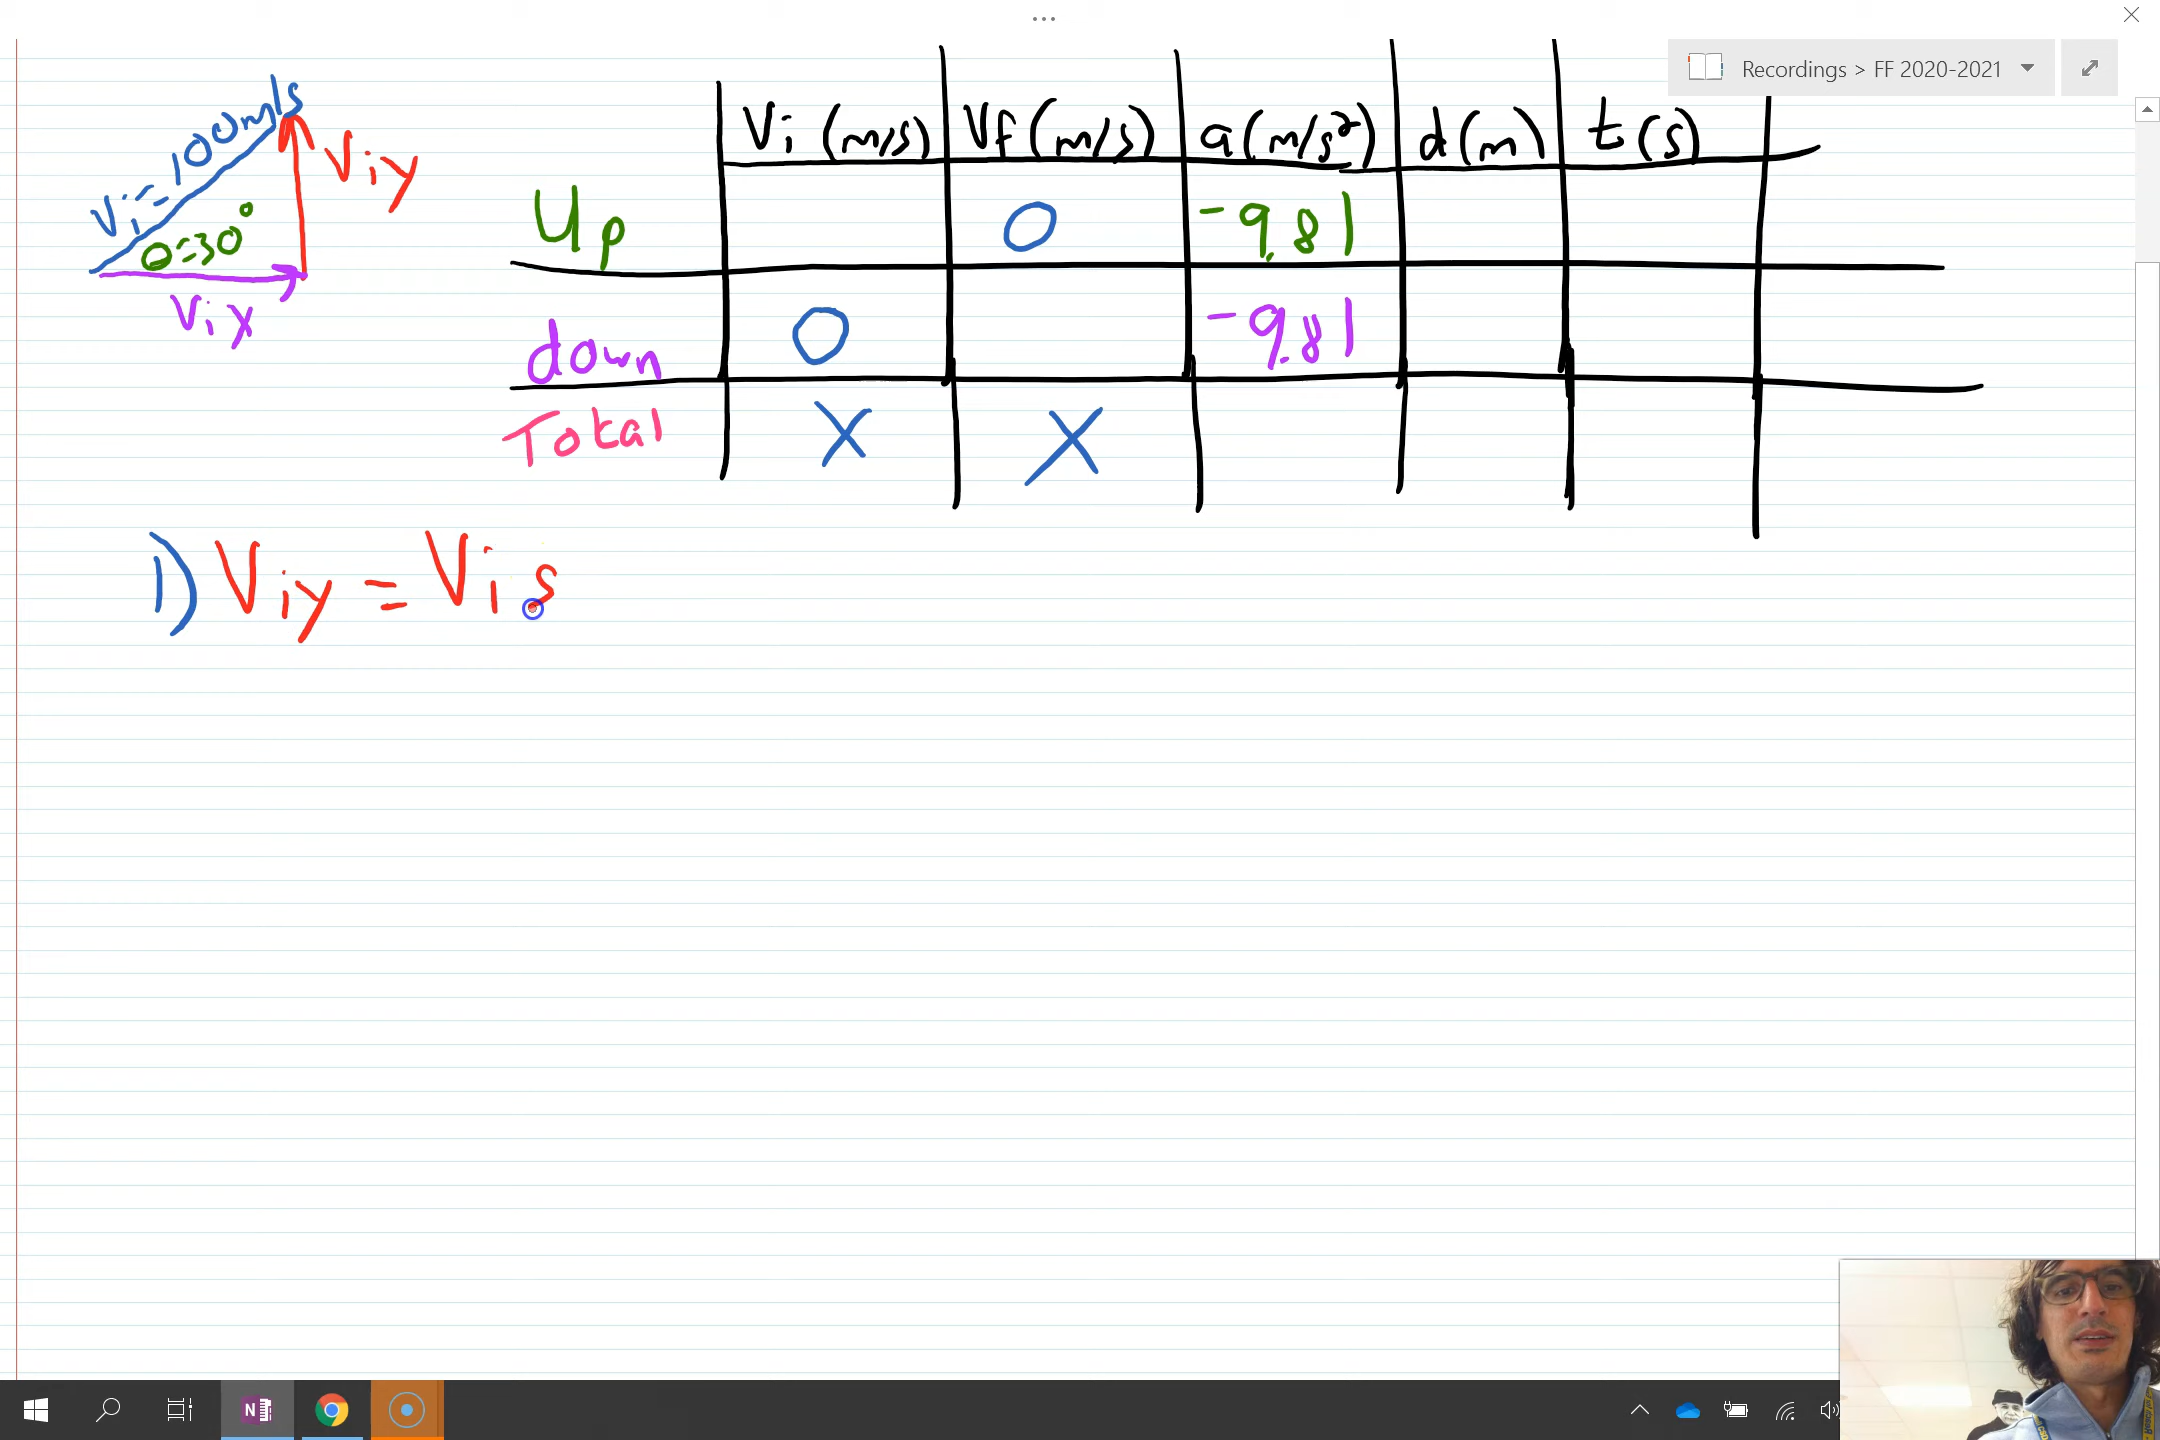 Recordings > FF 2020-2021
Vi = 100m/s
Viy
θ=30°
Vix
Vi (m/s) Vf (m/s) a(m/s²) d(m) t(s)
Up 0 -9.81
down 0 -9.81
Total X X
1) Viy = Vi s